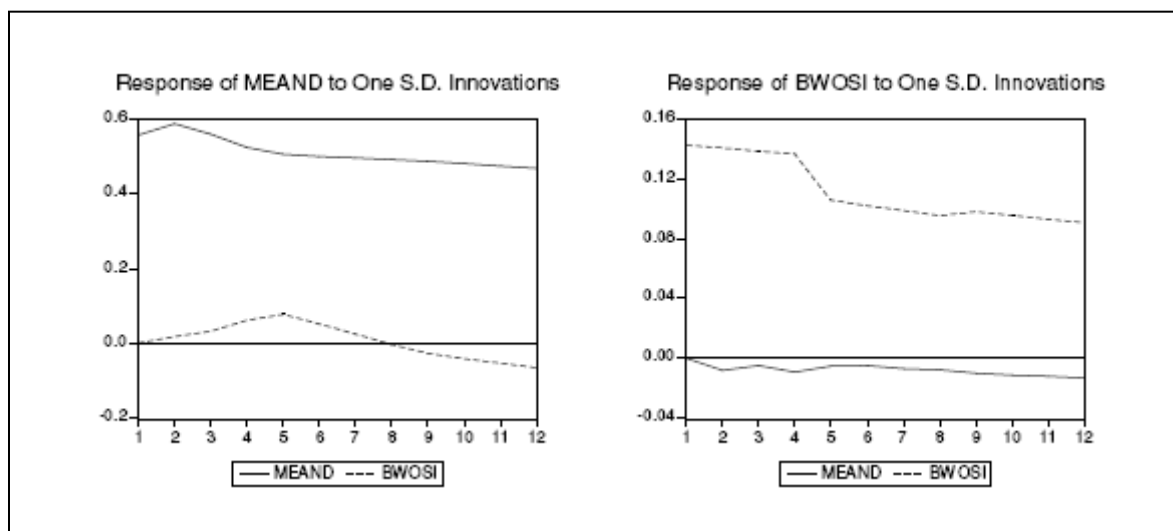 Response of MEAND to One S.D. Innovations
0.6
0.4
0.2
0.0
-0.2
1 2 3 4 5 6 7 8 9 10 11 12
MEAND BWOSI
Response of BWOSI to One S.D. Innovations
0.16
0.12
0.08
0.04
0.00
-0.04
1 2 3 4 5 6 7 8 9 10 11 12
MEAND BWOSI